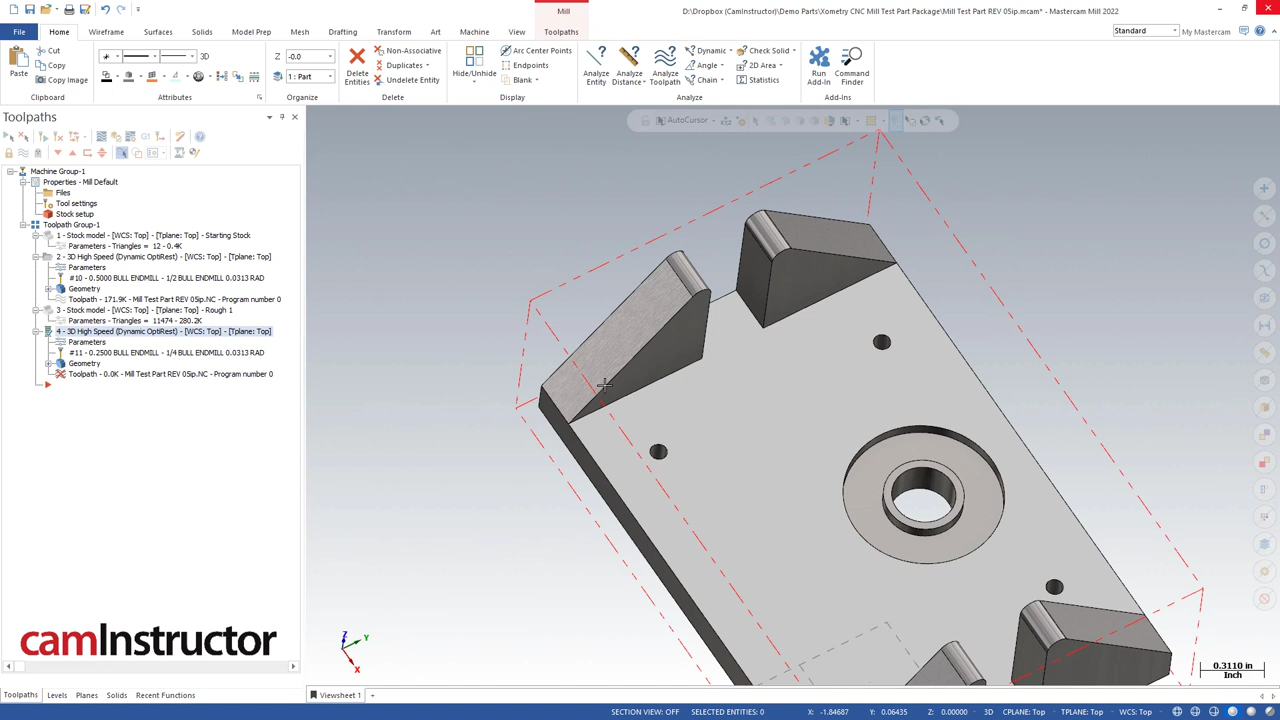 Mill
D:\Dropbox (CamInstructor)\Demo Parts\Xometry CNC Mill Test Part Package\Mill Test Part REV 05ip.mcam* - Mastercam Mill 2022
File Home Wireframe Surfaces Solids Model Prep Mesh Drafting Transform Art Machine View Toolpaths
Standard My Mastercam
Paste Cut Copy Copy Image
Clipboard
3D
Attributes
Z -0.0
1 : Part
Organize
Delete Entities
Non-Associative
Duplicates
Undelete Entity
Delete
Hide/Unhide
Arc Center Points
Endpoints
Blank
Display
Analyze Entity
Analyze Distance
Analyze Toolpath
Dynamic
Angle
Chain
Check Solid
2D Area
Statistics
Analyze
Run Add-In
Command Finder
Add-Ins
Toolpaths
AutoCursor
G1
Machine Group-1
Properties - Mill Default
Files
Tool settings
Stock setup
Toolpath Group-1
1 - Stock model - [WCS: Top] - [Tplane: Top] - Starting Stock
Parameters - Triangles = 12 - 0.4K
2 - 3D High Speed (Dynamic OptiRest) - [WCS: Top] - [Tplane: Top]
Parameters
#10 - 0.5000 BULL ENDMILL - 1/2 BULL ENDMILL 0.0313 RAD
Geometry
Toolpath - 171.9K - Mill Test Part REV 05ip.NC - Program number 0
3 - Stock model - [WCS: Top] - [Tplane: Top] - Rough 1
Parameters - Triangles = 11474 - 280.2K
4 - 3D High Speed (Dynamic OptiRest) - [WCS: Top] - [Tplane: Top]
Parameters
#11 - 0.2500 BULL ENDMILL - 1/4 BULL ENDMILL 0.0313 RAD
Geometry
Toolpath - 0.0K - Mill Test Part REV 05ip.NC - Program number 0
camInstructor
Z Y X
0.3110 in
Inch
Toolpaths Levels Planes Solids Recent Functions
Viewsheet 1 +
SECTION VIEW: OFF SELECTED ENTITIES: 0 X: -1.84687 Y: 0.06435 Z: 0.00000 3D CPLANE: Top TPLANE: Top WCS: Top